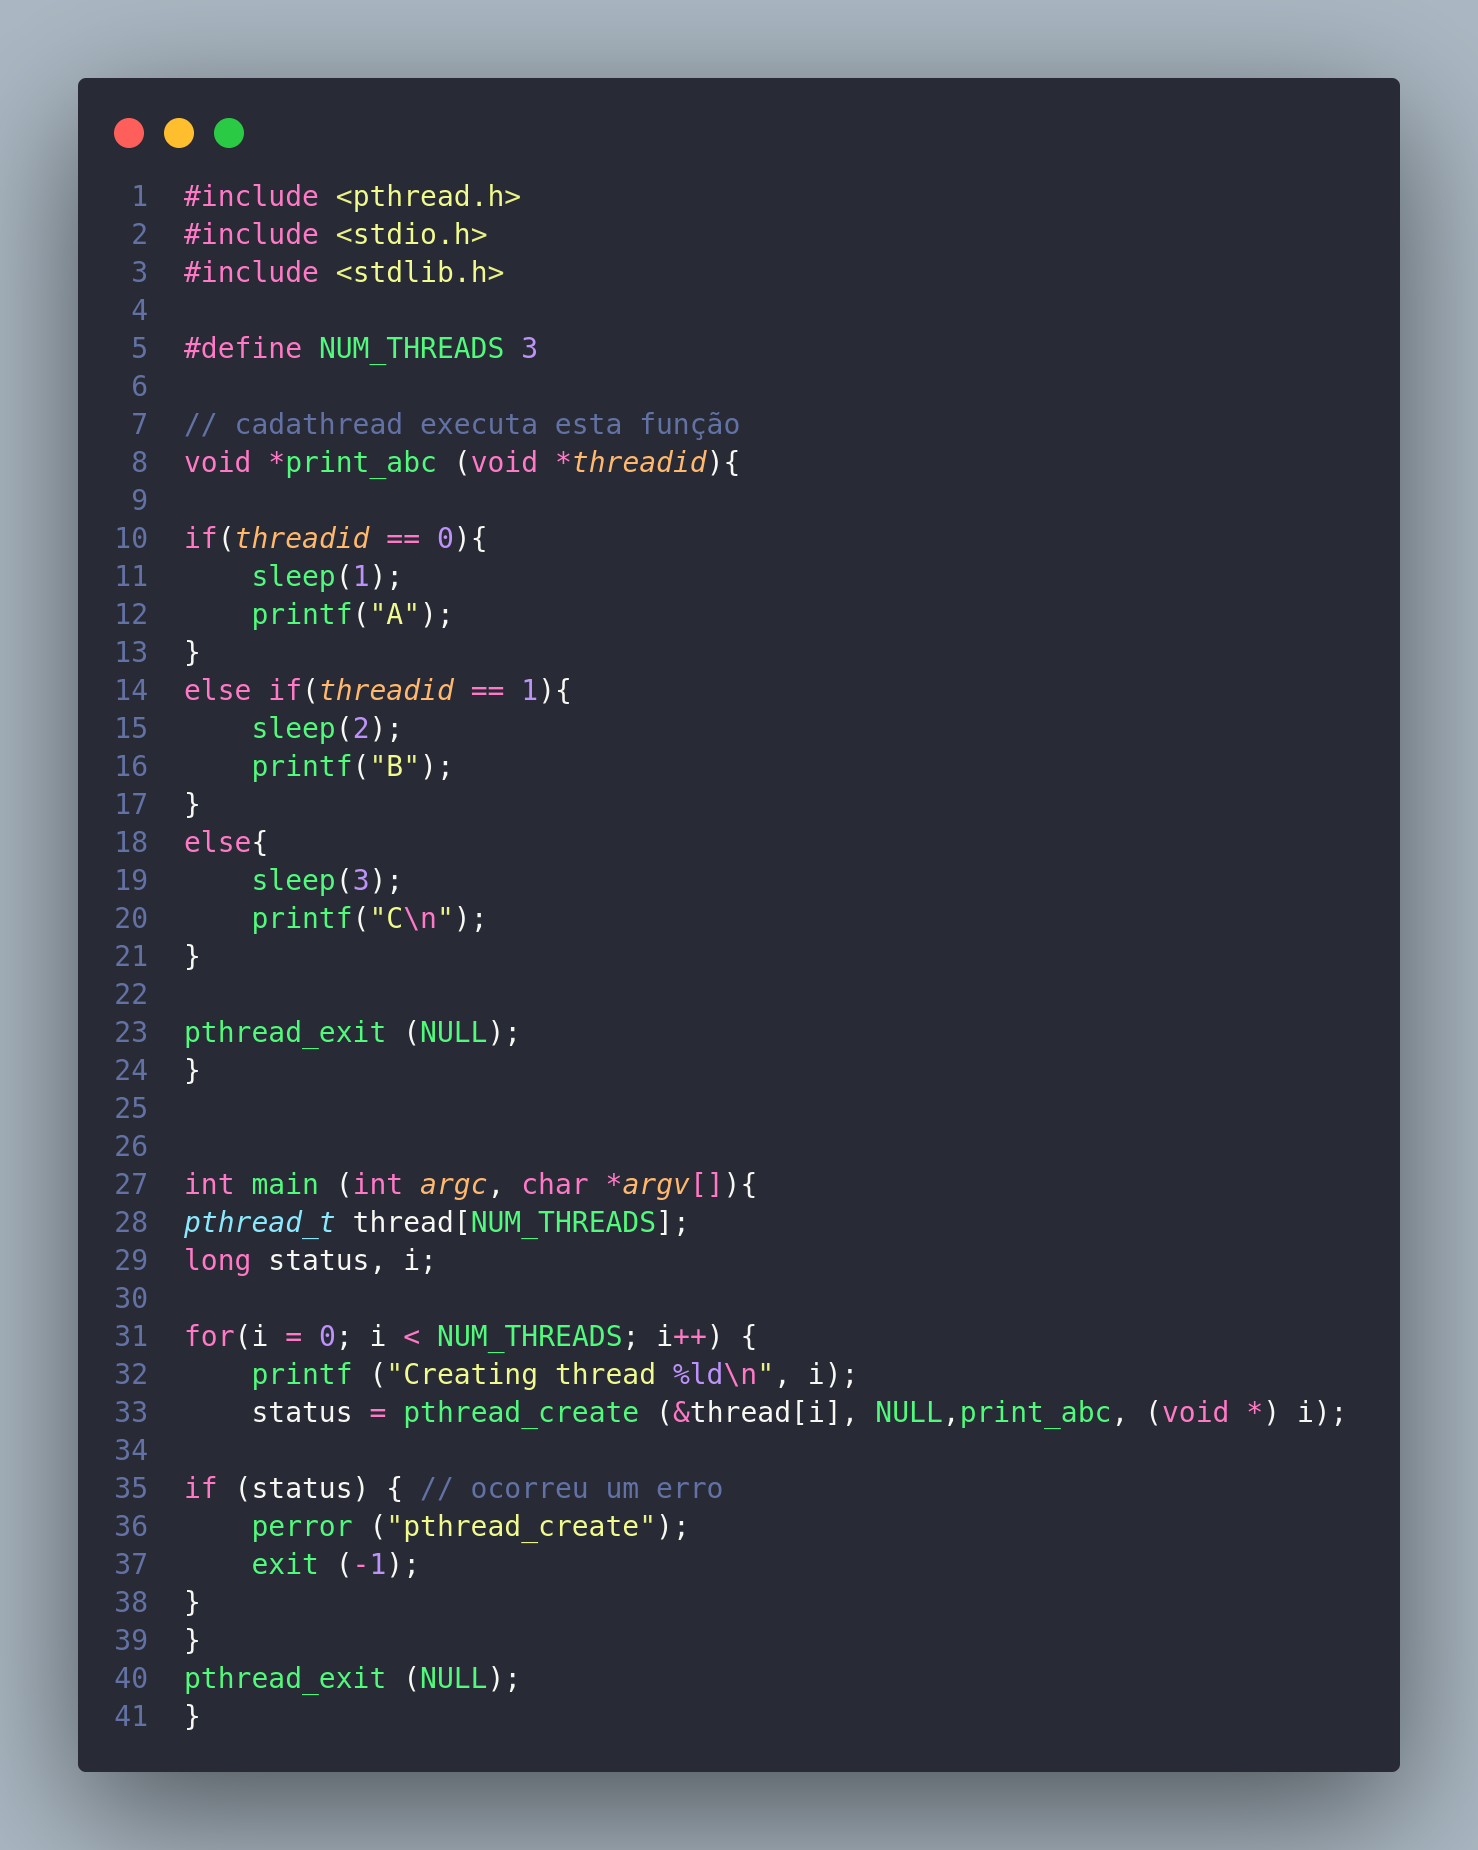 1 #include <pthread.h>
2 #include <stdio.h>
3 #include <stdlib.h>
4
5 #define NUM_THREADS 3
6
7 // cadathread executa esta função
8 void *print_abc (void *threadid){
9
10 if(threadid == 0){
11     sleep(1);
12     printf("A");
13 }
14 else if(threadid == 1){
15     sleep(2);
16     printf("B");
17 }
18 else{
19     sleep(3);
20     printf("C\n");
21 }
22
23 pthread_exit (NULL);
24 }
25
26
27 int main (int argc, char *argv[]){
28 pthread_t thread[NUM_THREADS];
29 long status, i;
30
31 for(i = 0; i < NUM_THREADS; i++) {
32     printf ("Creating thread %ld\n", i);
33     status = pthread_create (&thread[i], NULL,print_abc, (void *) i);
34
35 if (status) { // ocorreu um erro
36     perror ("pthread_create");
37     exit (-1);
38 }
39 }
40 pthread_exit (NULL);
41 }